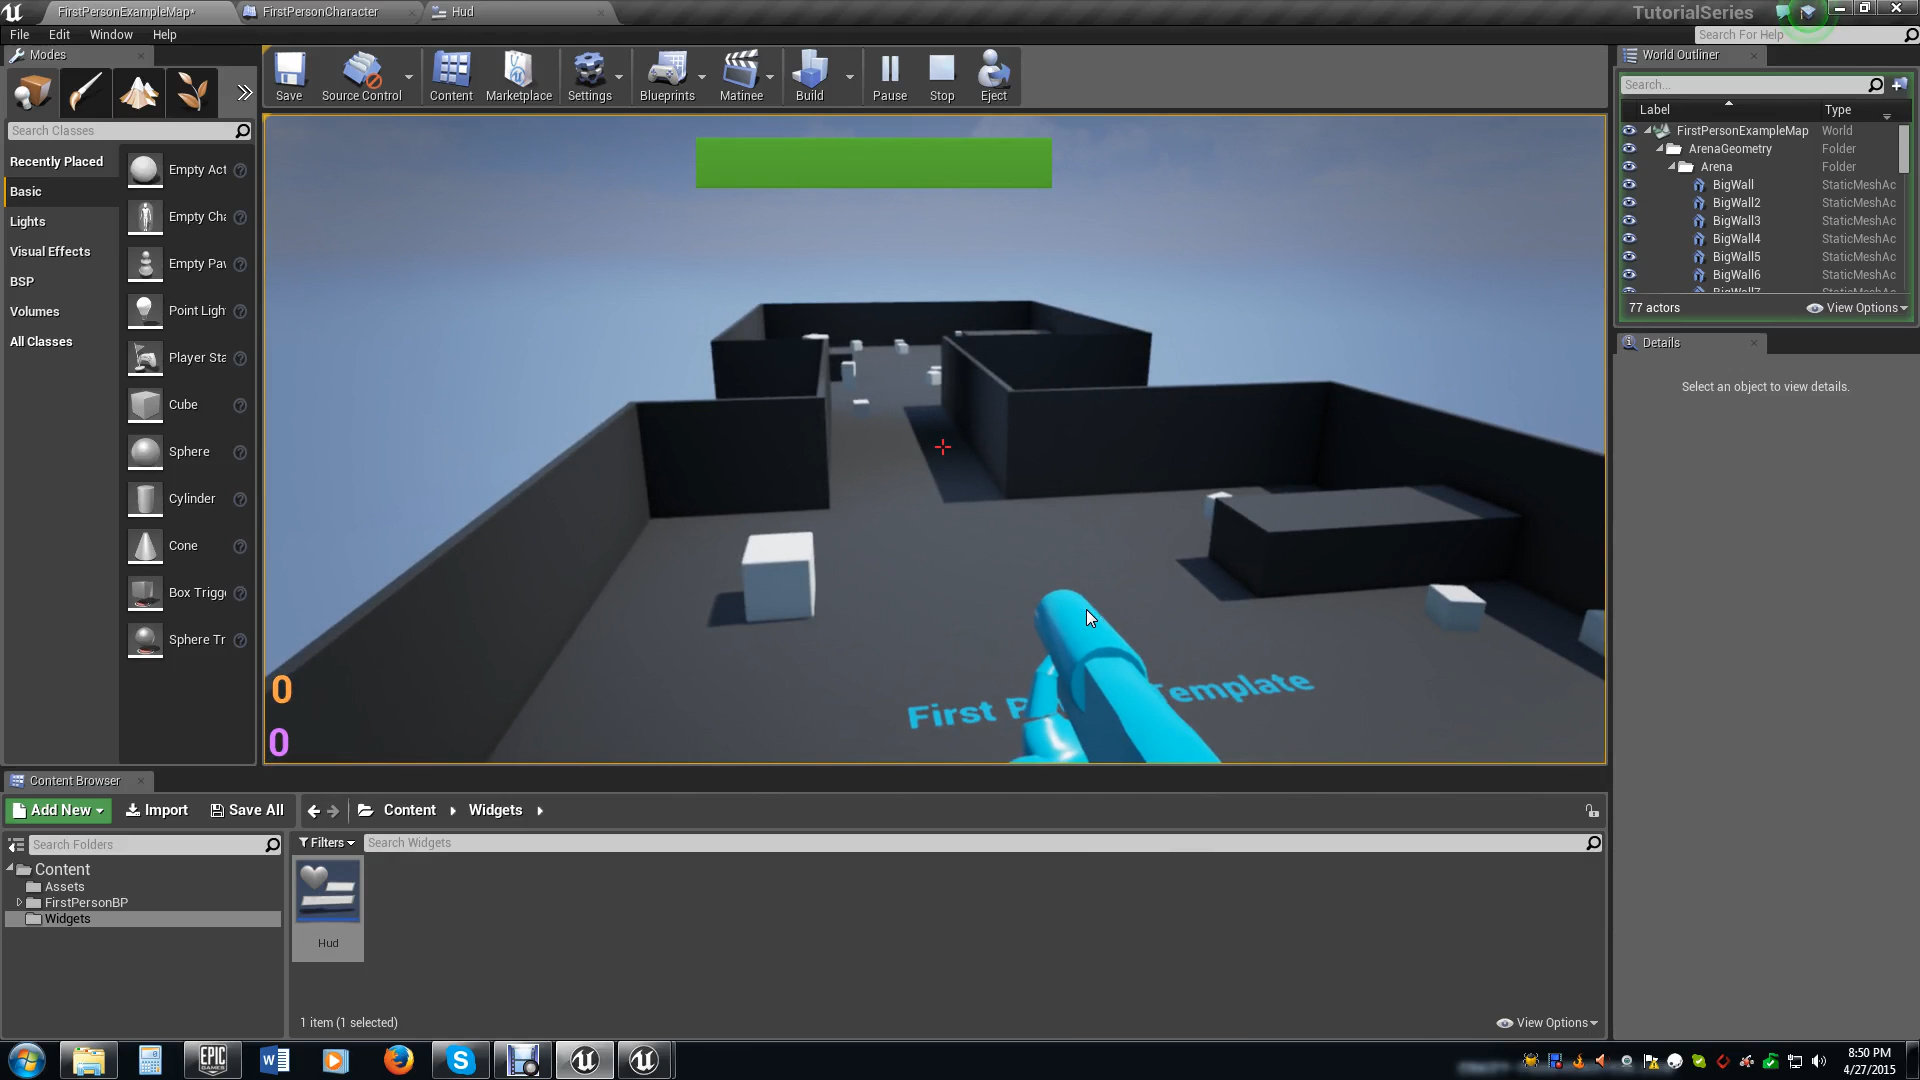 FirstPersonExampleMap*
FirstPersonCharacter
Hud
TutorialSeries
File
Edit
Window
Help
Search For Help
Modes
Save
Source Control
Content
Marketplace
Settings
Blueprints
Matinee
Build
Pause
Stop
Eject
World Outliner
Search...
Label
Type
FirstPersonExampleMap World
ArenaGeometry Folder
Arena Folder
BigWall StaticMeshAc
BigWall2 StaticMeshAc
BigWall3 StaticMeshAc
BigWall4 StaticMeshAc
BigWall5 StaticMeshAc
BigWall6 StaticMeshAc
77 actors
View Options
Details
Select an object to view details.
Search Classes
Recently Placed
Basic
Lights
Visual Effects
BSP
Volumes
All Classes
Empty Act
Empty Cha
Empty Pav
Point Ligh
Player Sta
Cube
Sphere
Cylinder
Cone
Box Trigge
Sphere Tr
0
0
First P Template
Content Browser
Add New
Import
Save All
Content
Widgets
Search Folders
Filters
Search Widgets
Content
Assets
FirstPersonBP
Widgets
Hud
1 item (1 selected)
View Options
EPIC
GAMES
8:50 PM
4/27/2015